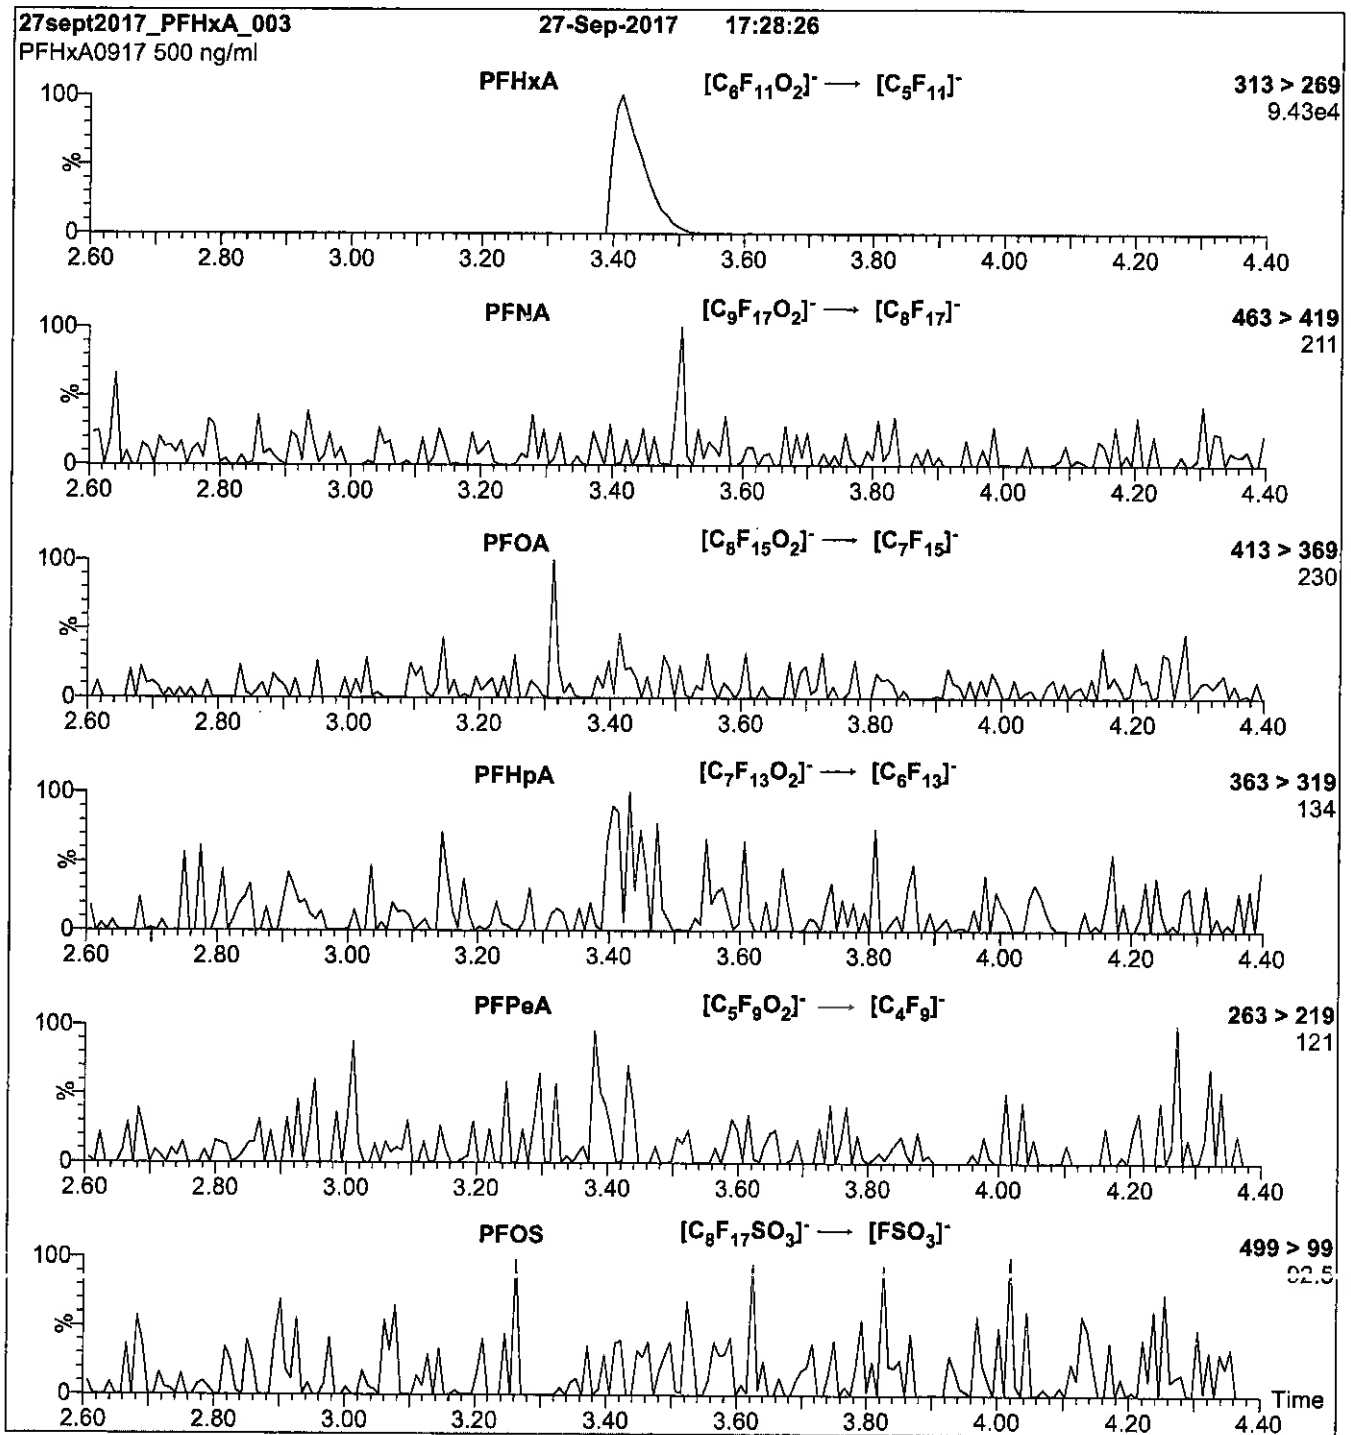 27sept2017_PFHxA_003 27-Sep-2017 17:28:26
PFHxA0917 500 ng/ml
PFHxA [C6F11O2]- → [C5F11]- 313 > 269
9.43e4
100
%
0
2.60 2.80 3.00 3.20 3.40 3.60 3.80 4.00 4.20 4.40
PFNA [C9F17O2]- → [C8F17]- 463 > 419
211
100
%
0
2.60 2.80 3.00 3.20 3.40 3.60 3.80 4.00 4.20 4.40
PFOA [C8F15O2]- → [C7F15]- 413 > 369
230
100
%
0
2.60 2.80 3.00 3.20 3.40 3.60 3.80 4.00 4.20 4.40
PFHpA [C7F13O2]- → [C6F13]- 363 > 319
134
100
%
0
2.60 2.80 3.00 3.20 3.40 3.60 3.80 4.00 4.20 4.40
PFPeA [C5F9O2]- → [C4F9]- 263 > 219
121
100
%
0
2.60 2.80 3.00 3.20 3.40 3.60 3.80 4.00 4.20 4.40
PFOS [C8F17SO3]- → [FSO3]- 499 > 99
100
%
0
Time
2.60 2.80 3.00 3.20 3.40 3.60 3.80 4.00 4.20 4.40